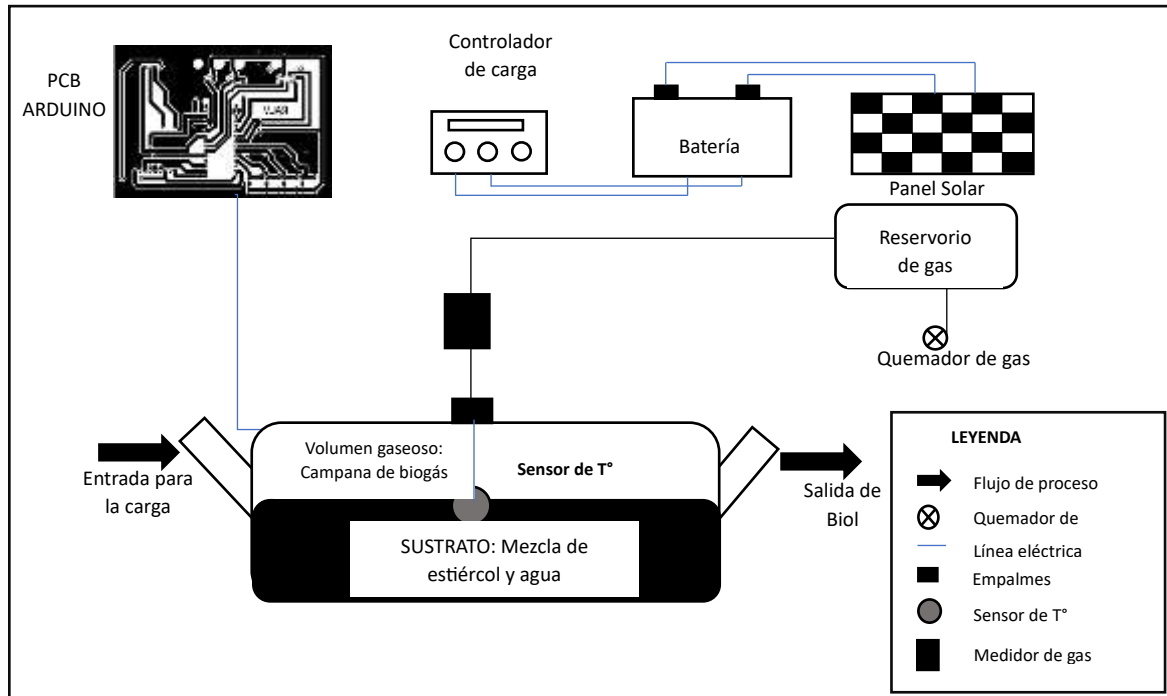 PCB
ARDUINO
Controlador
de carga
Batería
Panel Solar
Reservorio
de gas
Quemador de gas
Entrada para
la carga
Volumen gaseoso:
Campana de biogás
Sensor de T°
Salida de
Biol
SUSTRATO: Mezcla de
estiércol y agua
LEYENDA
Flujo de proceso
Quemador de
Línea eléctrica
Empalmes
Sensor de T°
Medidor de gas